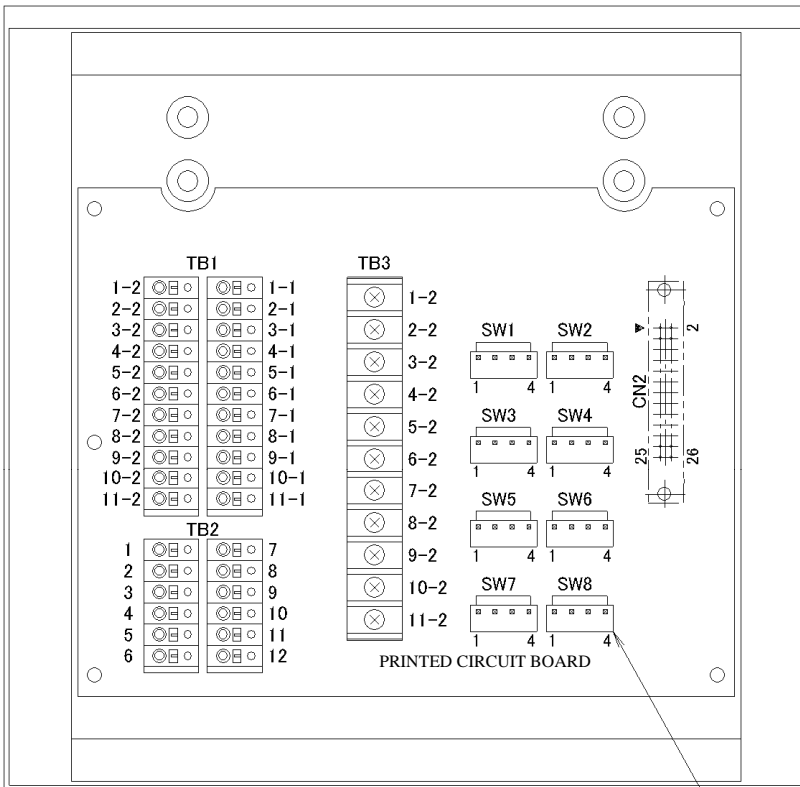 TB1
1-2 1-1
2-2 2-1
3-2 3-1
4-2 4-1
5-2 5-1
6-2 6-1
7-2 7-1
8-2 8-1
9-2 9-1
10-2 10-1
11-2 11-1
TB2
1 7
2 8
3 9
4 10
5 11
6 12
TB3
1-2
2-2
3-2
4-2
5-2
6-2
7-2
8-2
9-2
10-2
11-2
SW1 SW2
1 4 1 4
SW3 SW4
1 4 1 4
SW5 SW6
1 4 1 4
SW7 SW8
1 4 1 4
2
CN2
25 26
PRINTED CIRCUIT BOARD